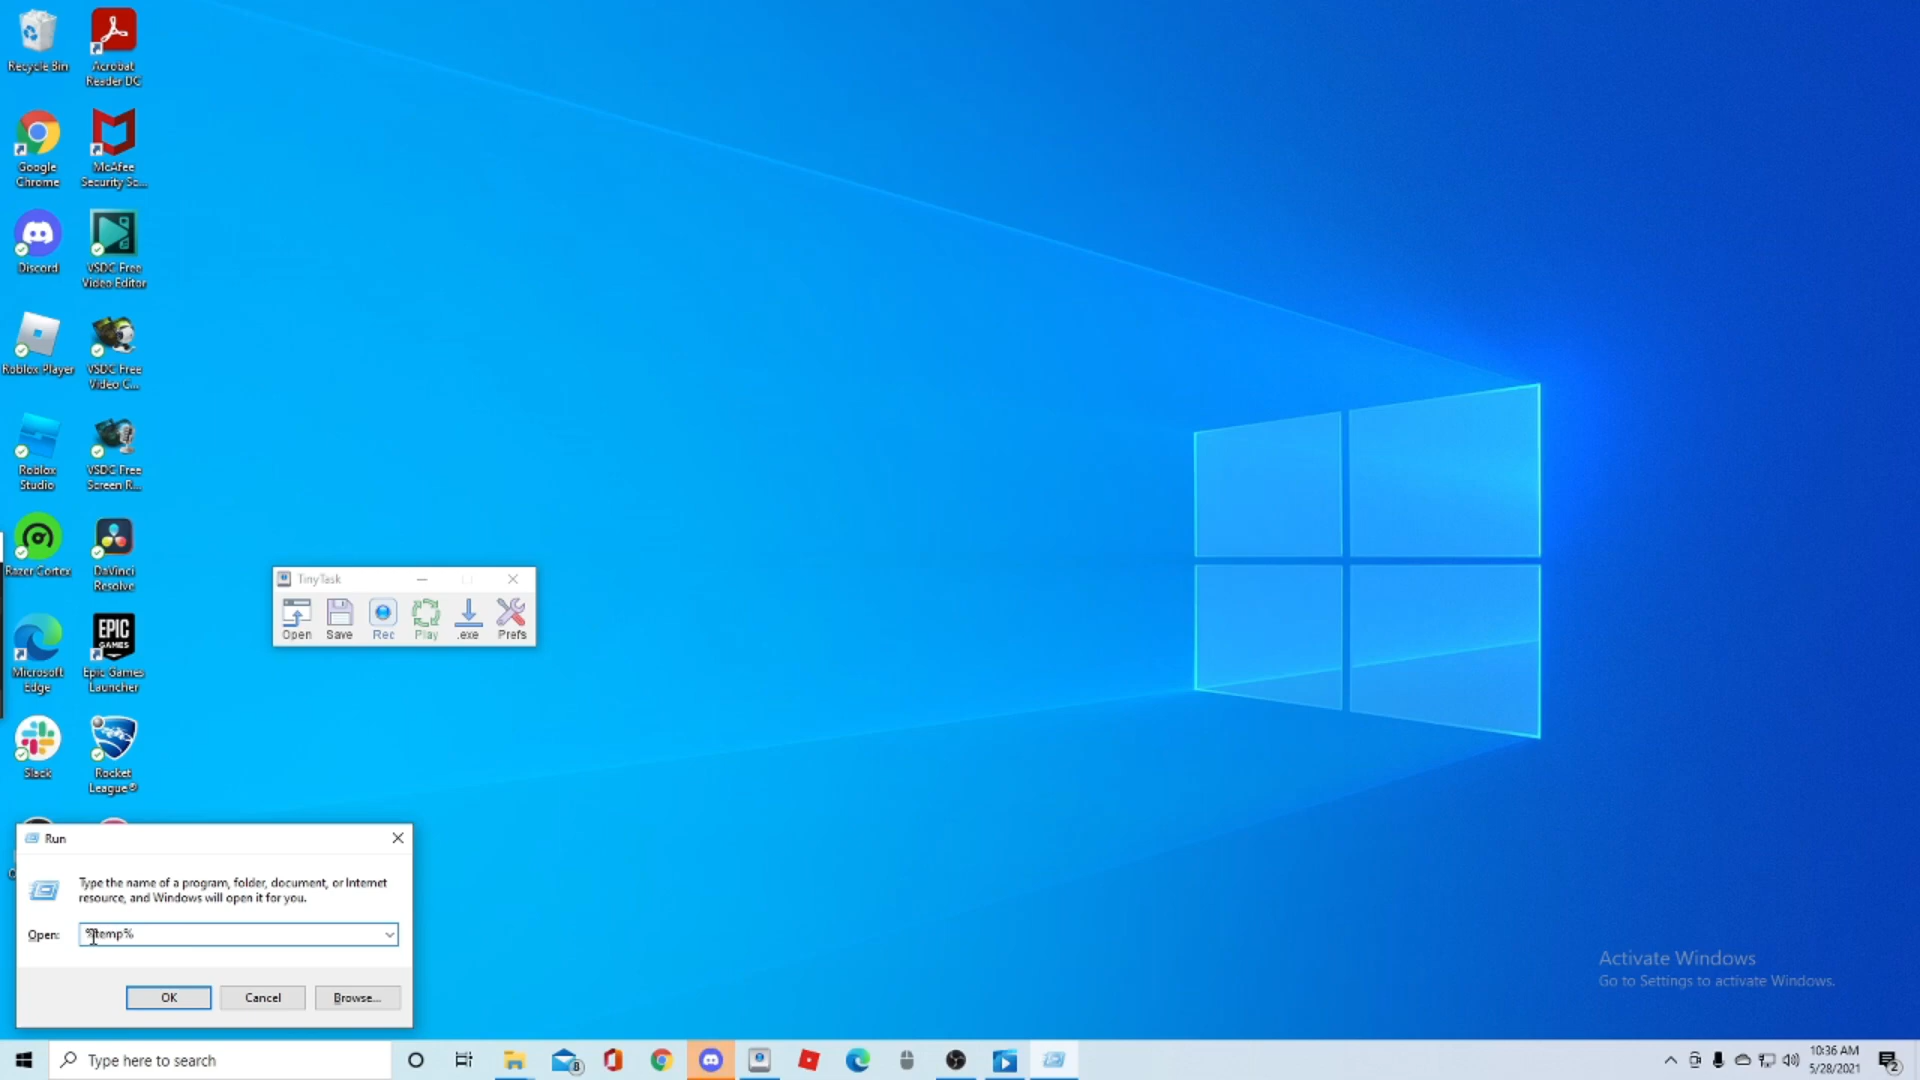 Recycle Bin
Acrobat
Reader DC
Google
Chrome
McAfee
Security Sc...
Discord
VSDC Free
Video Editor
Roblox Player
VSDC Free
Video C...
Roblox
Studio
VSDC Free
Screen R...
Razer Cortex
DaVinci
Resolve
Microsoft
Edge
EPIC
GAMES
Epic Games
Launcher
Slack
Rocket
League®
TinyTask
Open
Save
Rec
Play
.exe
Prefs
Run
Type the name of a program, folder, document, or Internet
resource, and Windows will open it for you.
Open:
%temp%
OK
Cancel
Browse...
Activate Windows
Go to Settings to activate Windows.
Type here to search
8
10:36 AM
5/28/2021
2